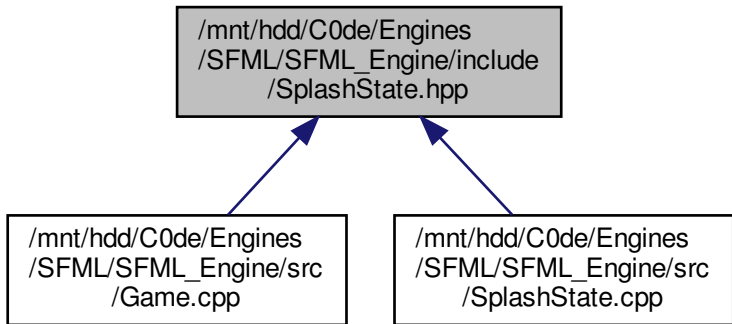 /mnt/hdd/C0de/Engines
/SFML/SFML_Engine/include
/SplashState.hpp
/mnt/hdd/C0de/Engines
/SFML/SFML_Engine/src
/Game.cpp
/mnt/hdd/C0de/Engines
/SFML/SFML_Engine/src
/SplashState.cpp